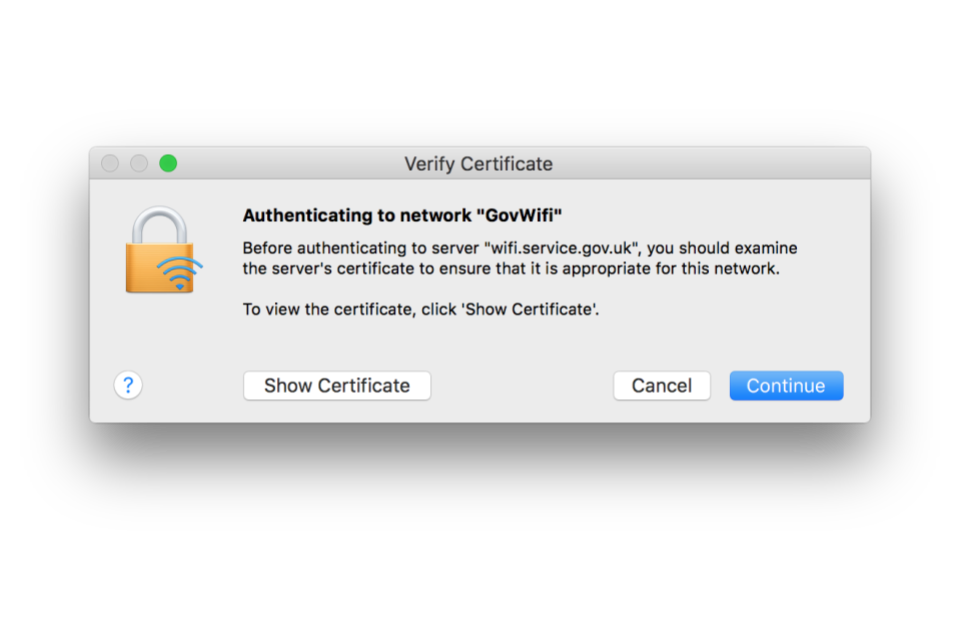 Verify Certificate
Authenticating to network "GovWifi"
Before authenticating to server "wifi.service.gov.uk", you should examine
the server's certificate to ensure that it is appropriate for this network.
To view the certificate, click 'Show Certificate'.
?
Show Certificate
Cancel
Continue